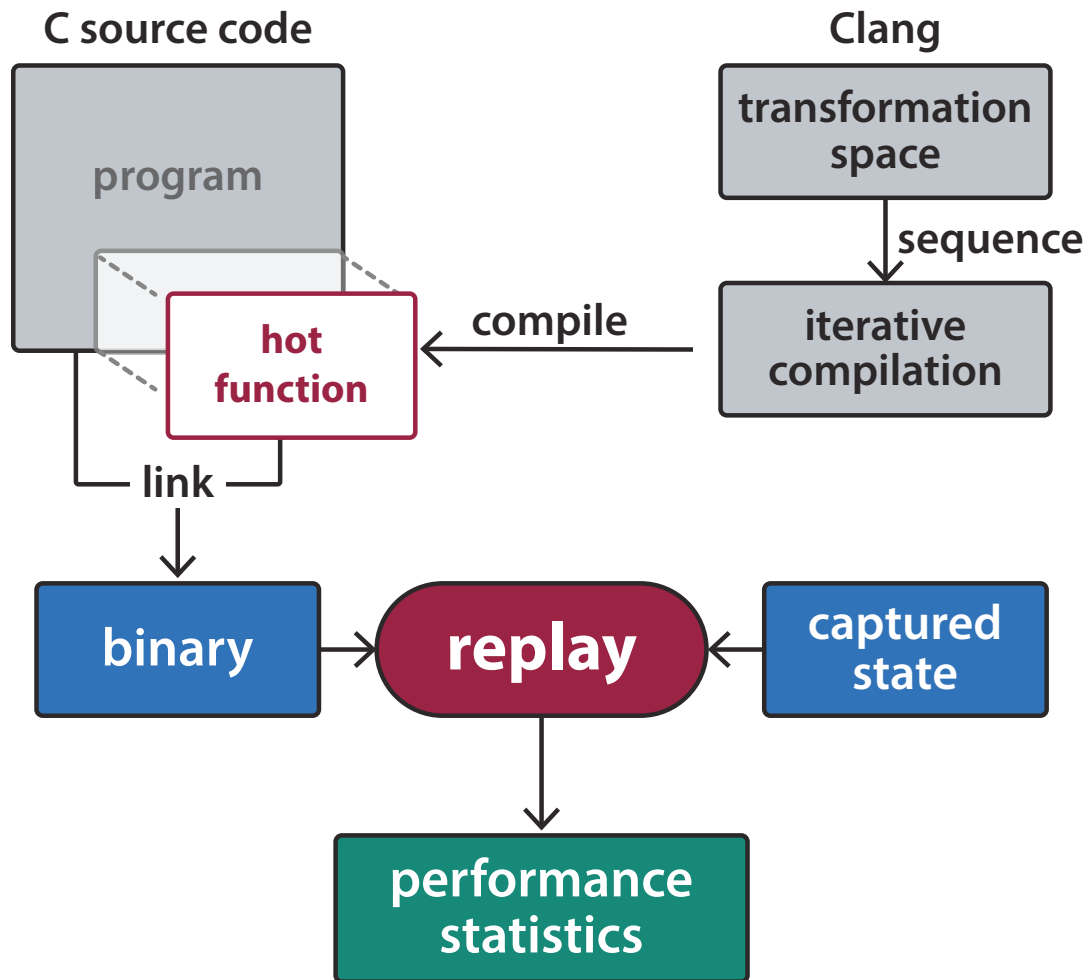 C source code
Clang
program
transformation
space
sequence
hot
function
compile
iterative
compilation
link
binary
replay
captured
state
performance
statistics